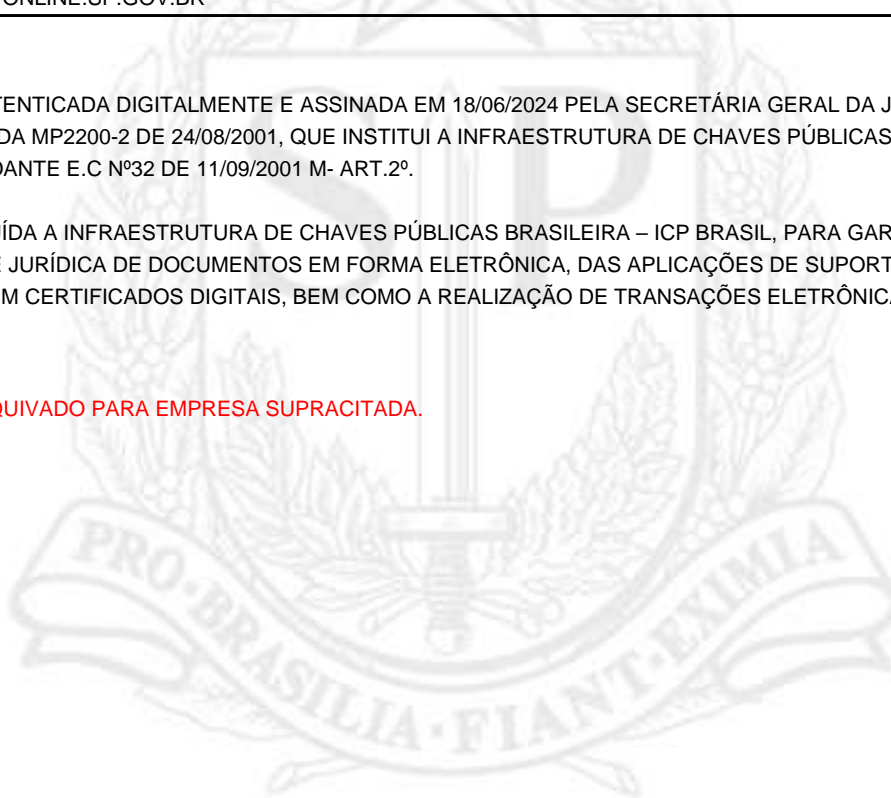 ONLINE.SP.GOV.BR
TENTICADA DIGITALMENTE E ASSINADA EM 18/06/2024 PELA SECRETÁRIA GERAL DA J
DA MP2200-2 DE 24/08/2001, QUE INSTITUI A INFRAESTRUTURA DE CHAVES PÚBLICAS
DANTE E.C Nº32 DE 11/09/2001 M- ART.2º.
ÍDA A INFRAESTRUTURA DE CHAVES PÚBLICAS BRASILEIRA – ICP BRASIL, PARA GAR
E JURÍDICA DE DOCUMENTOS EM FORMA ELETRÔNICA, DAS APLICAÇÕES DE SUPORT
M CERTIFICADOS DIGITAIS, BEM COMO A REALIZAÇÃO DE TRANSAÇÕES ELETRÔNICA
QUIVADO PARA EMPRESA SUPRACITADA.
SP
PRO·BRASILIA·FIANT·EXIMIA